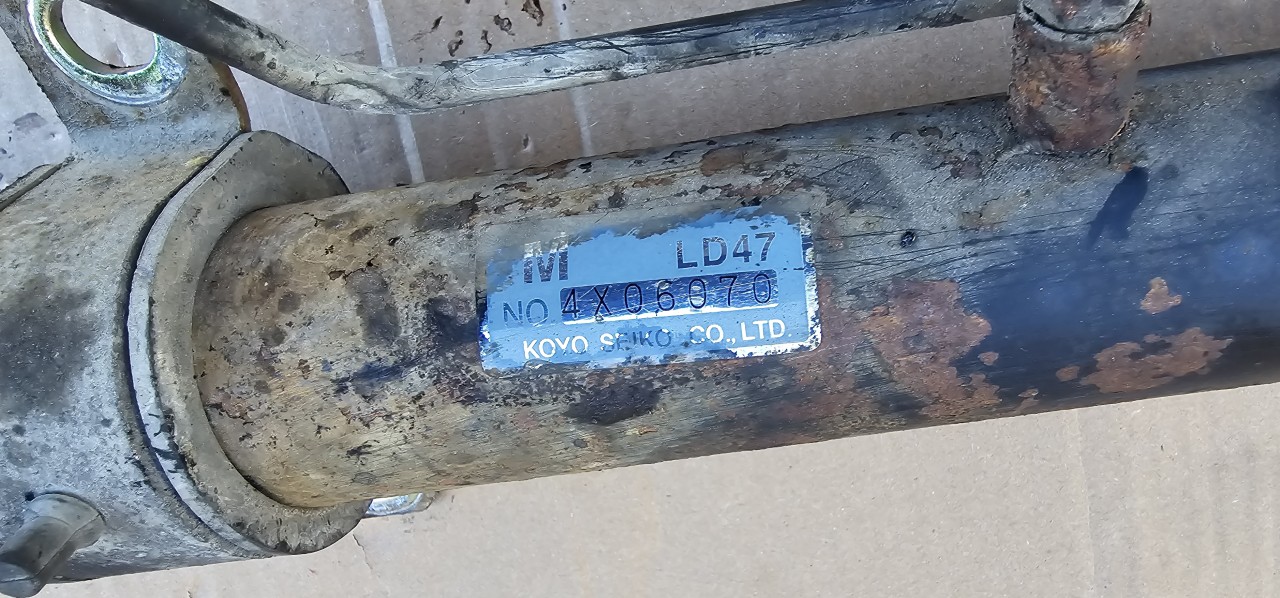 M LD47
NO 4X06070
KOYO SEIKO CO., LTD.